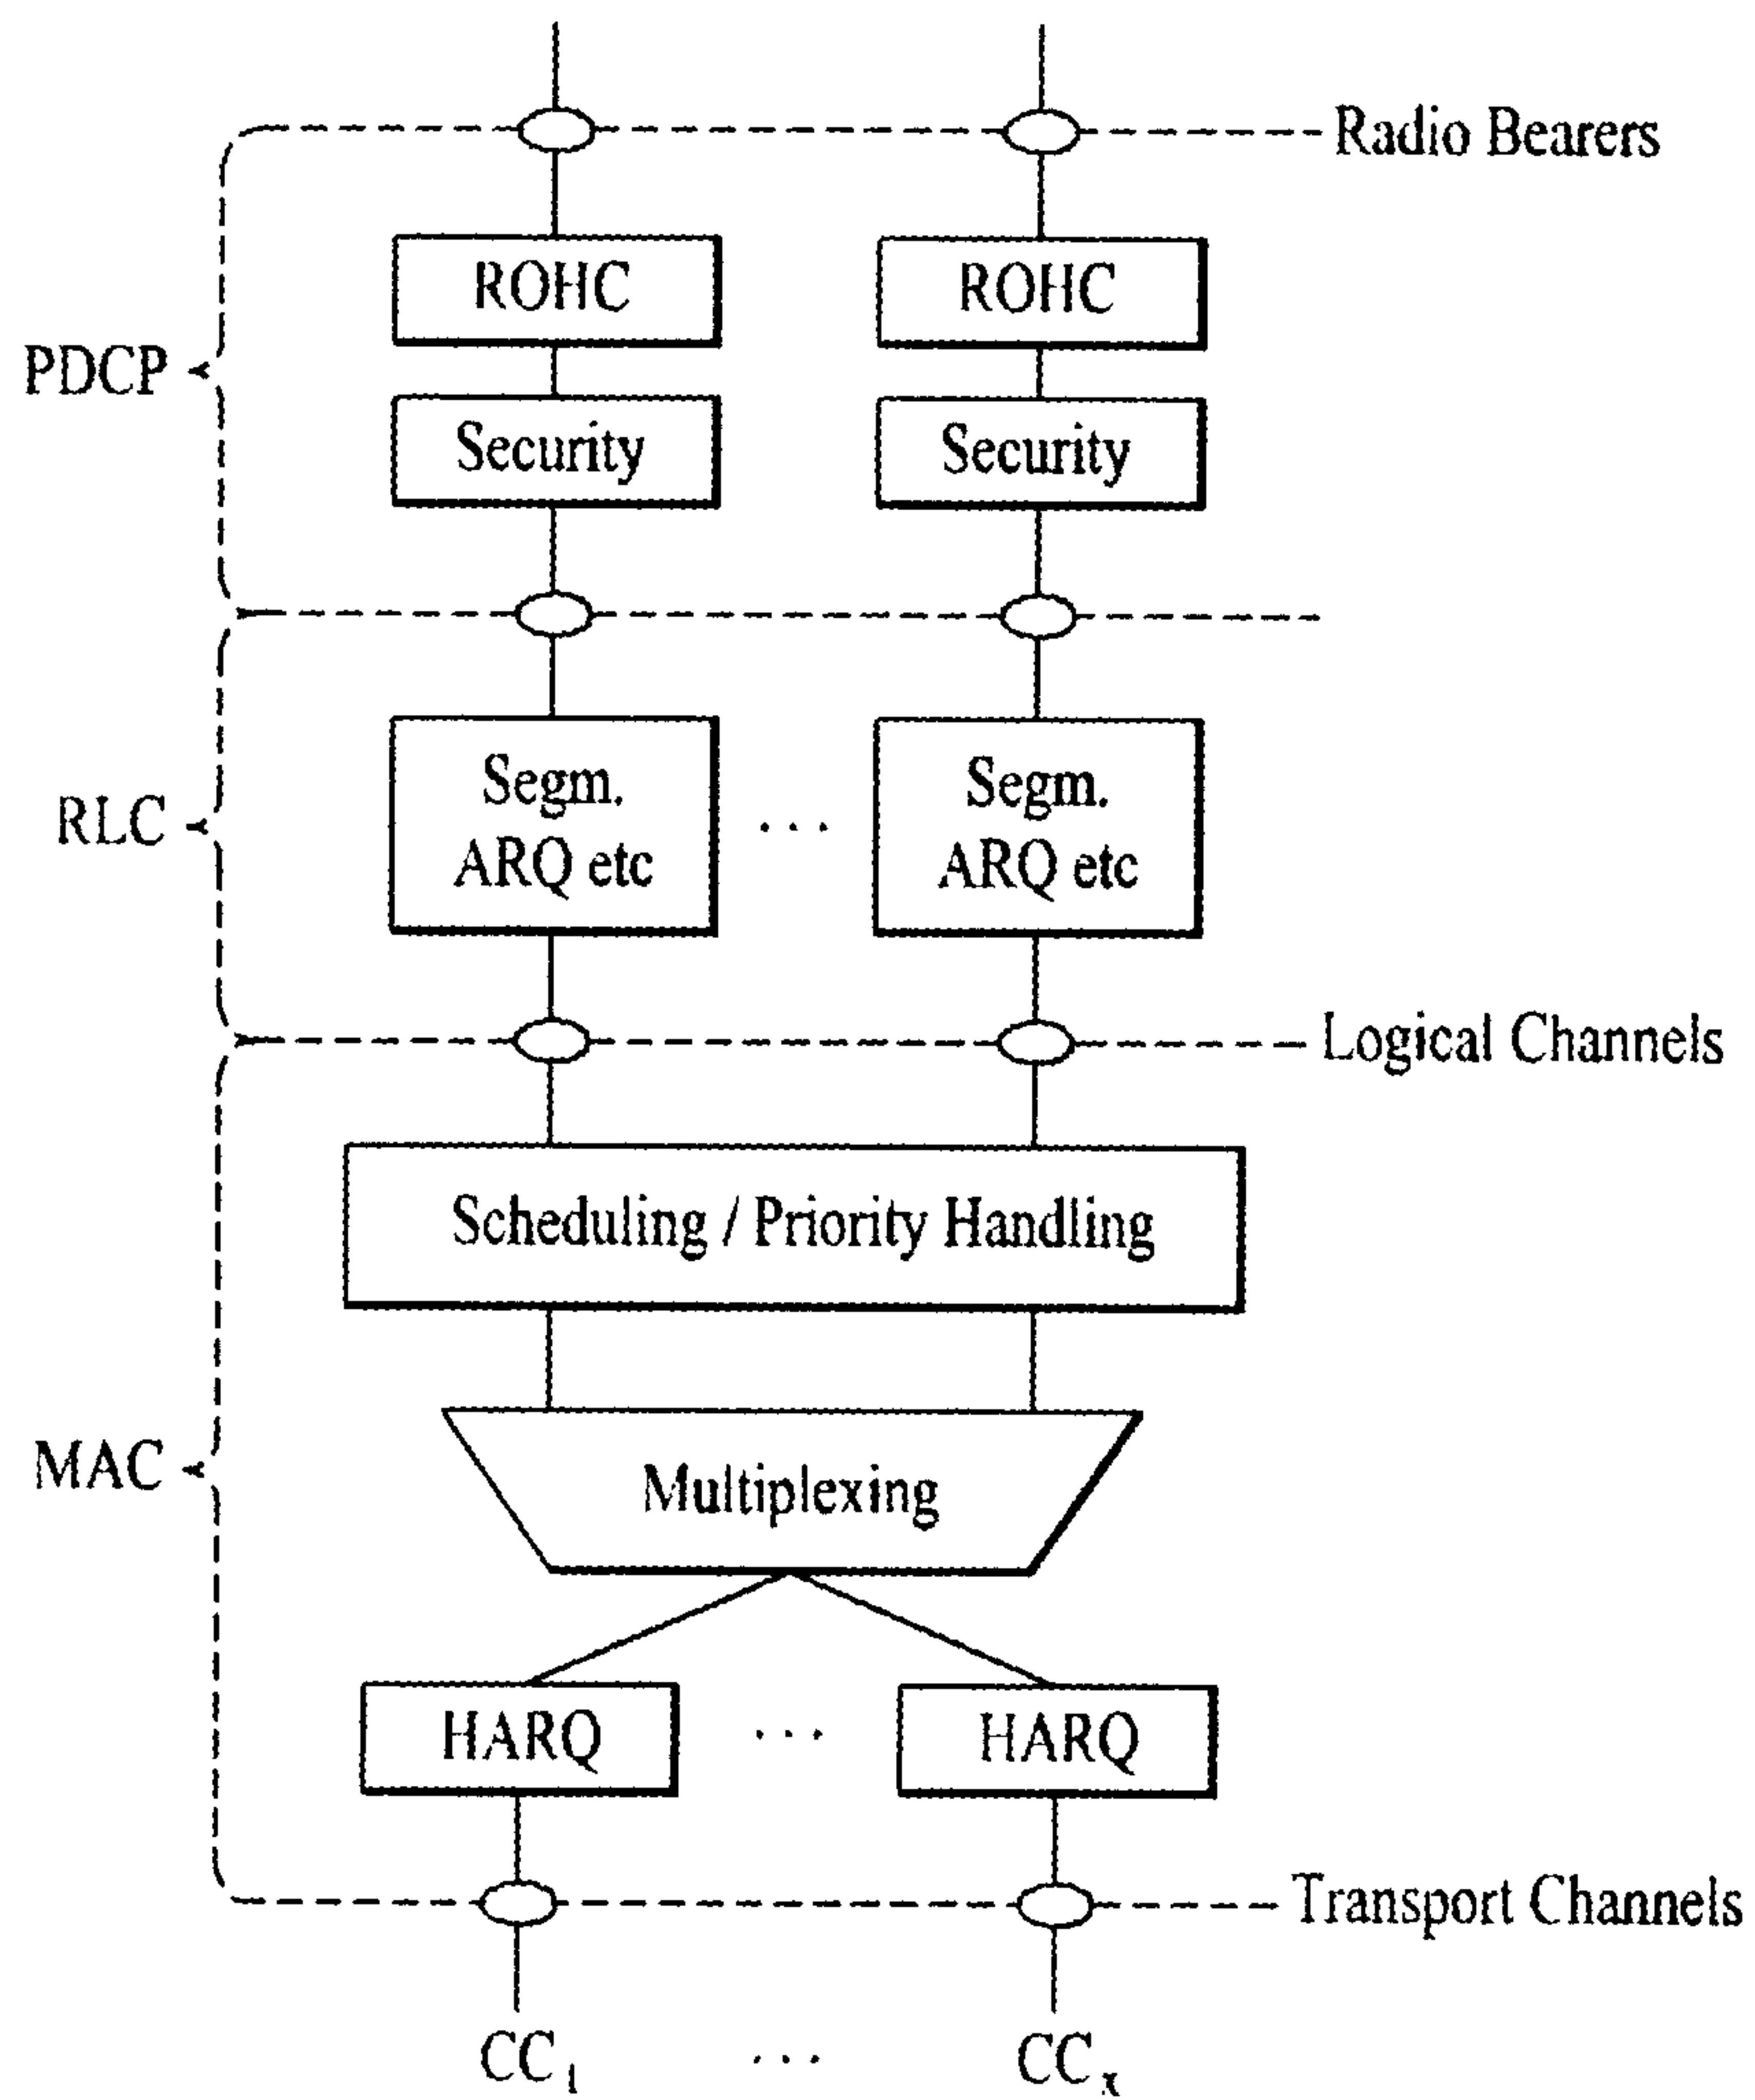 Radio Bearers
ROHC ROHC
PDCP
Security Security
Segm. Segm.
RLC ...
ARQ etc ARQ etc
Logical Channels
Scheduling / Priority Handling
MAC
Multiplexing
HARQ ... HARQ
Transport Channels
CC1 ... CCx